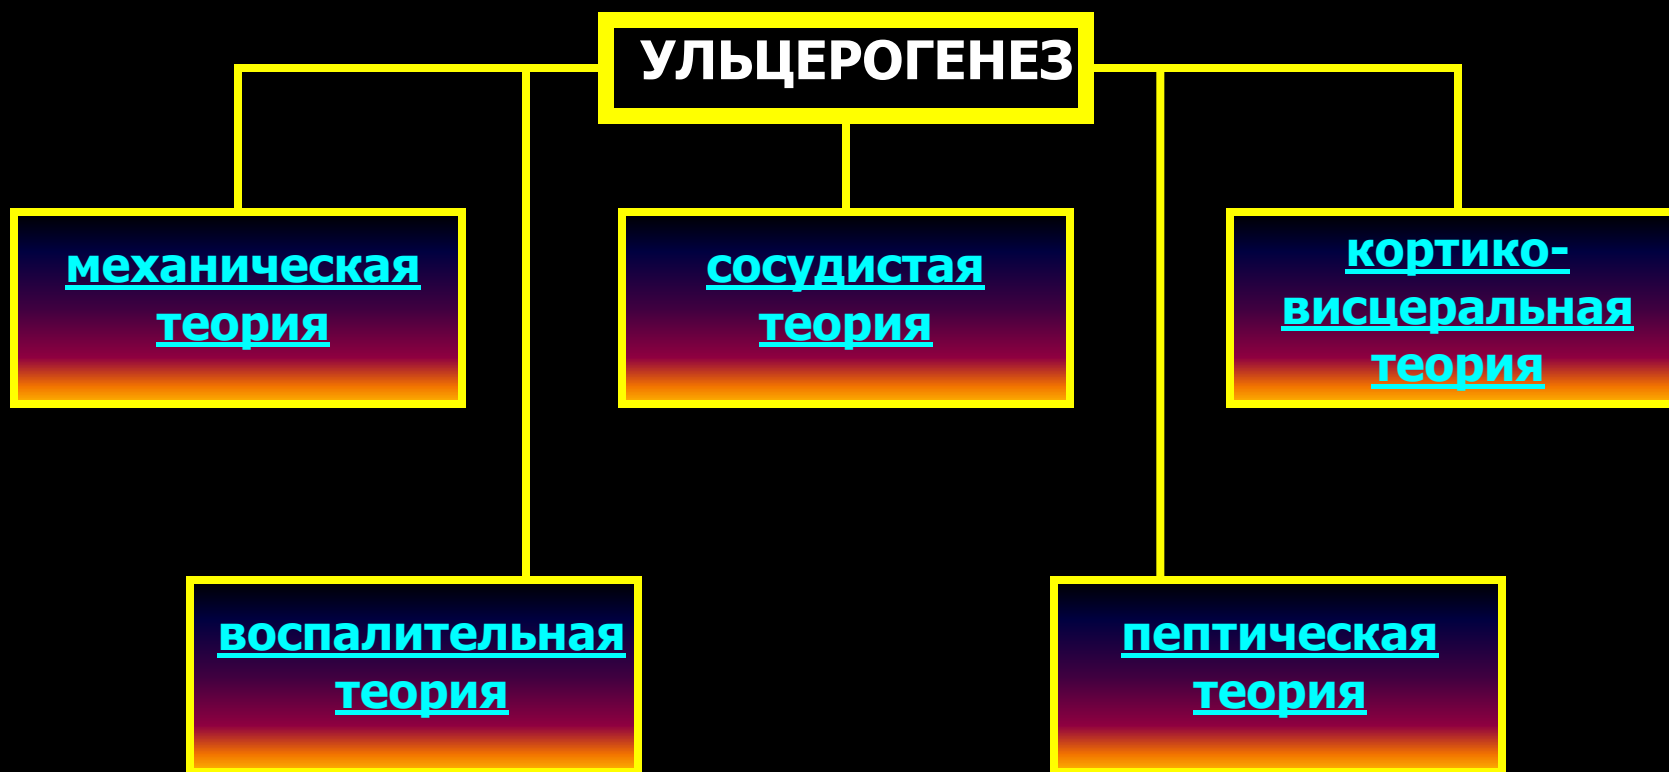 УЛЬЦЕРОГЕНЕЗ
механическая
теория
сосудистая
теория
кортико-
висцеральная
теория
воспалительная
теория
пептическая
теория